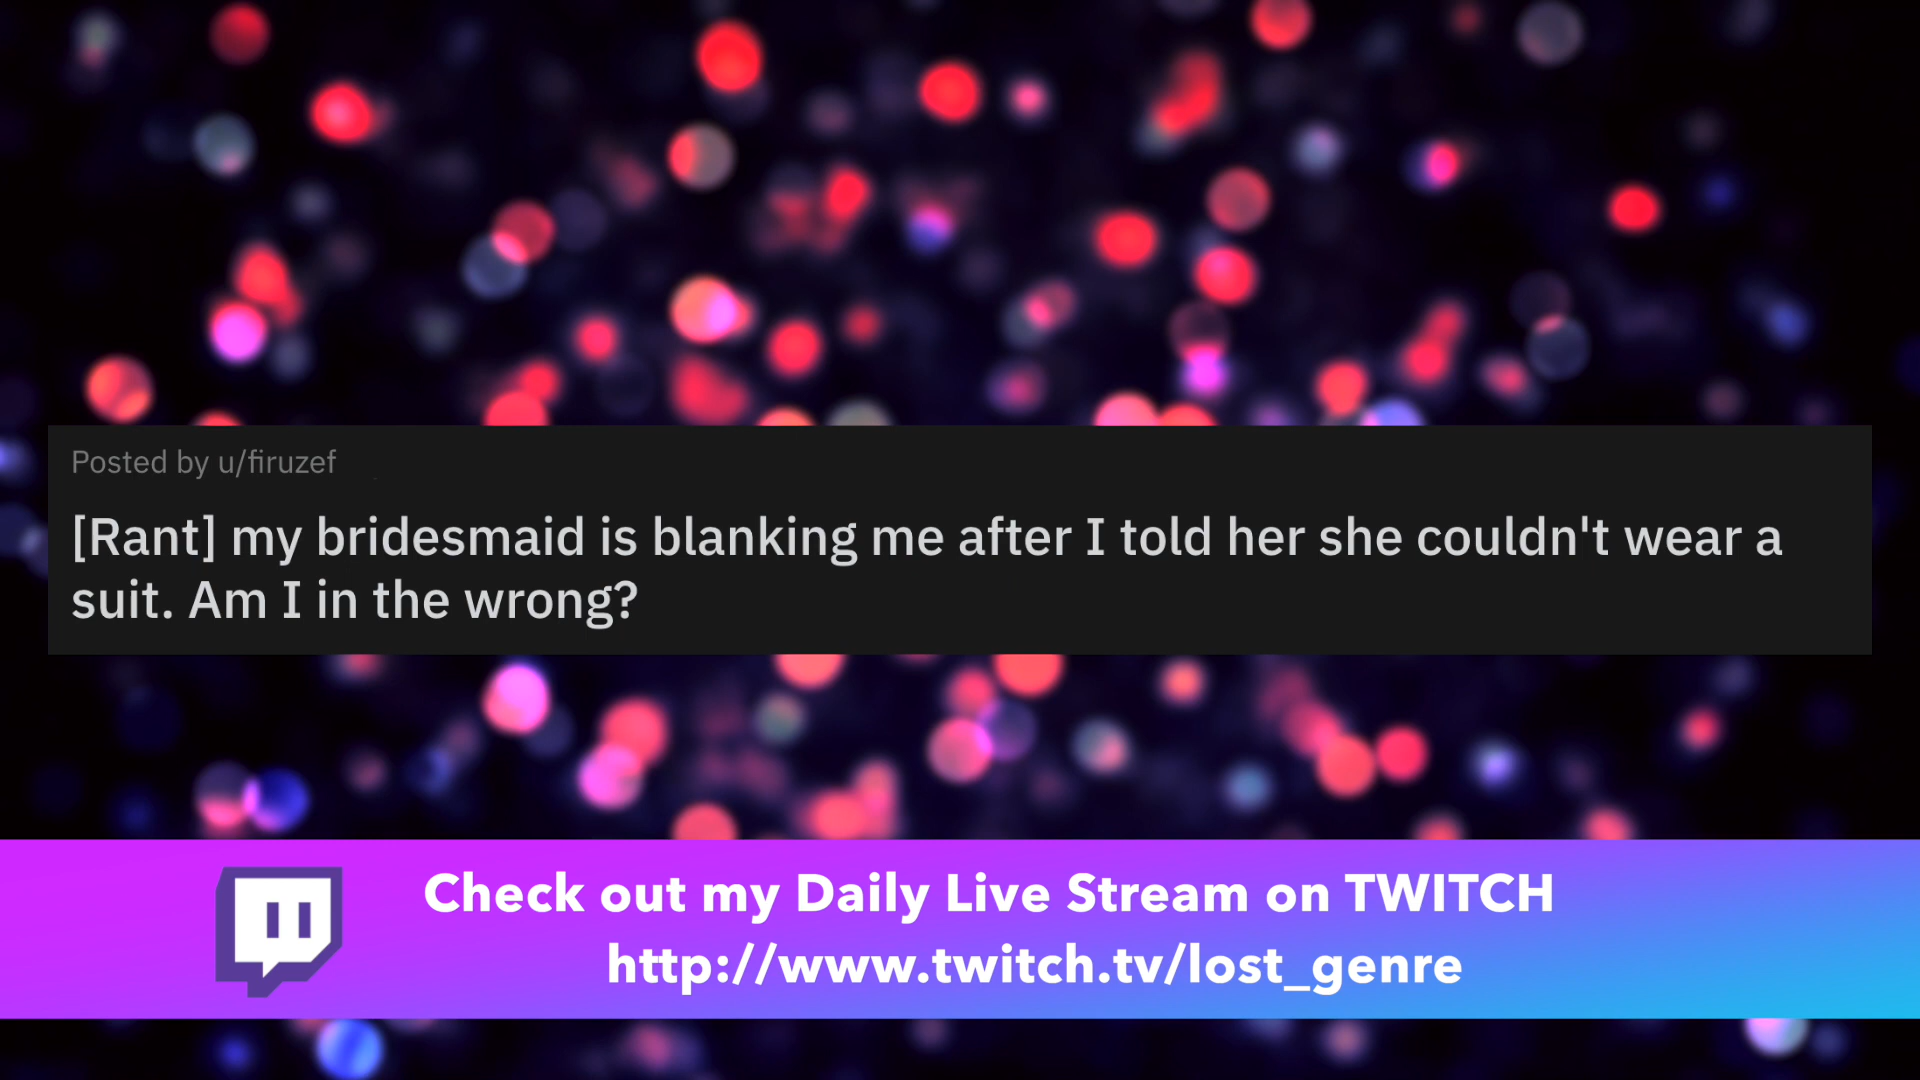 Posted by u/firuzef
[Rant] my bridesmaid is blanking me after I told her she couldn't wear a
suit. Am I in the wrong?
Check out my Daily Live Stream on TWITCH
http://www.twitch.tv/lost_genre